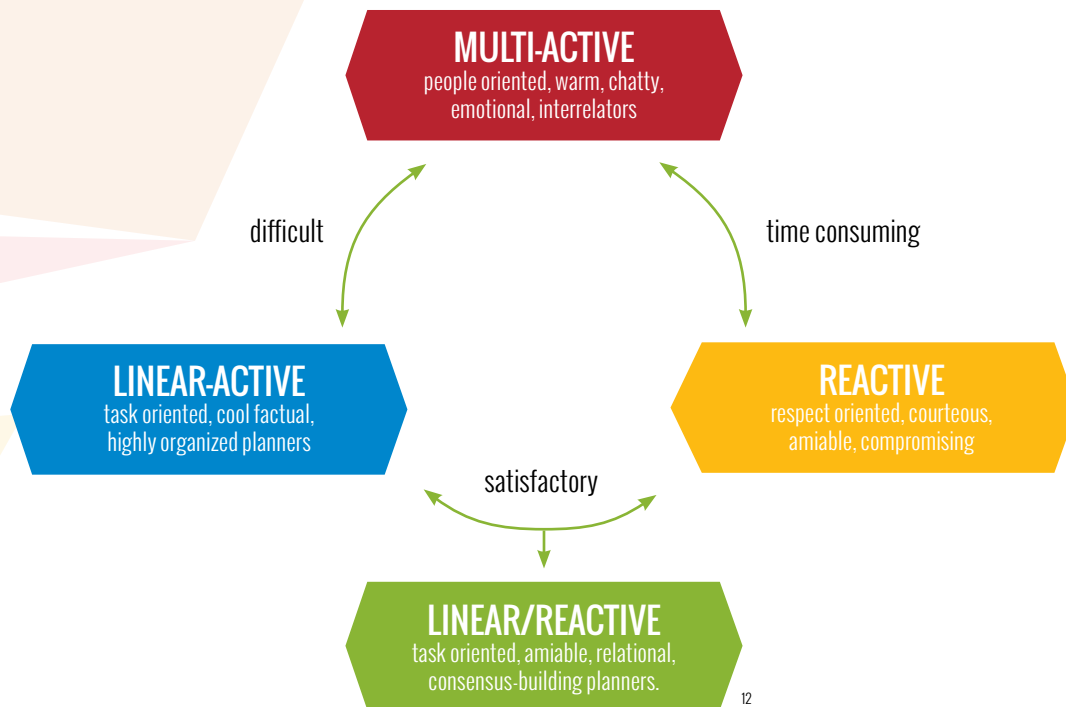 MULTI-ACTIVE
people oriented, warm, chatty,
emotional, interrelators
difficult
time consuming
LINEAR-ACTIVE
task oriented, cool factual,
highly organized planners
REACTIVE
respect oriented, courteous,
amiable, compromising
satisfactory
LINEAR/REACTIVE
task oriented, amiable, relational,
consensus-building planners.
12